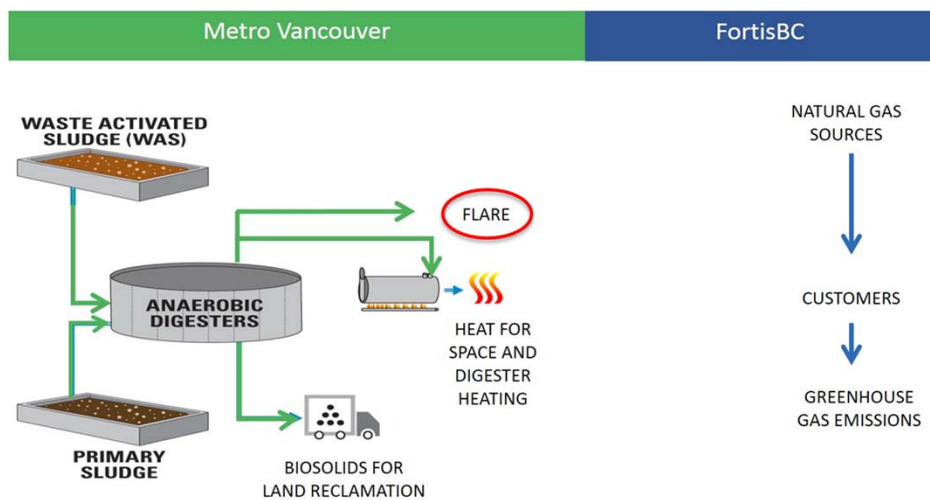 Metro Vancouver
FortisBC
WASTE ACTIVATED
SLUDGE (WAS)
NATURAL GAS
SOURCES
FLARE
ANAEROBIC
DIGESTERS
CUSTOMERS
HEAT FOR
SPACE AND
DIGESTER
HEATING
GREENHOUSE
GAS EMISSIONS
PRIMARY
SLUDGE
BIOSOLIDS FOR
LAND RECLAMATION